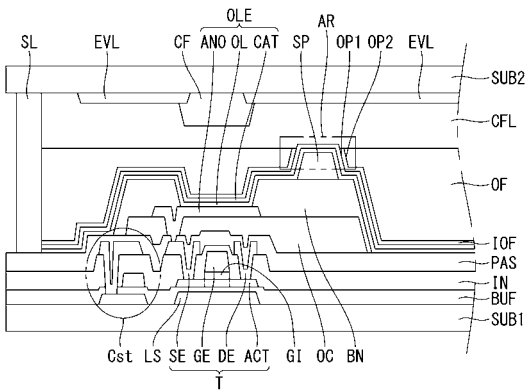 OLE
AR
SL EVL CF ANO OL CAT SP OP1 OP2 EVL
SUB2
CFL
OF
IOF
PAS
IN
BUF
SUB1
Cst LS SE GE DE ACT GI OC BN
T